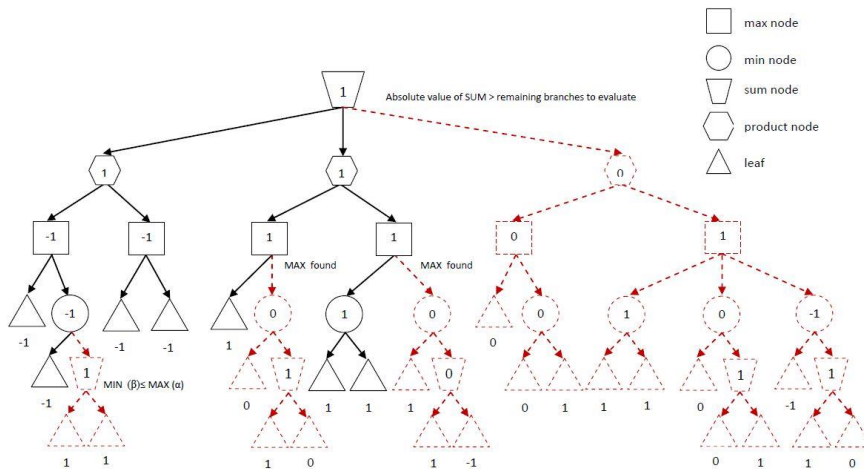 max node
min node
sum node
product node
leaf
1
Absolute value of SUM > remaining branches to evaluate
1 1 0
-1 -1 1 1 0 1
MAX found MAX found
-1 0 1 0 0 1 0 -1
-1 -1 -1 1 0
1 1 0 1 1
MIN (β)≤ MAX (α)
-1 0 1 1 1 0 1 1 1 0 -1
1 1 1 0 1 -1 0 1 1 0